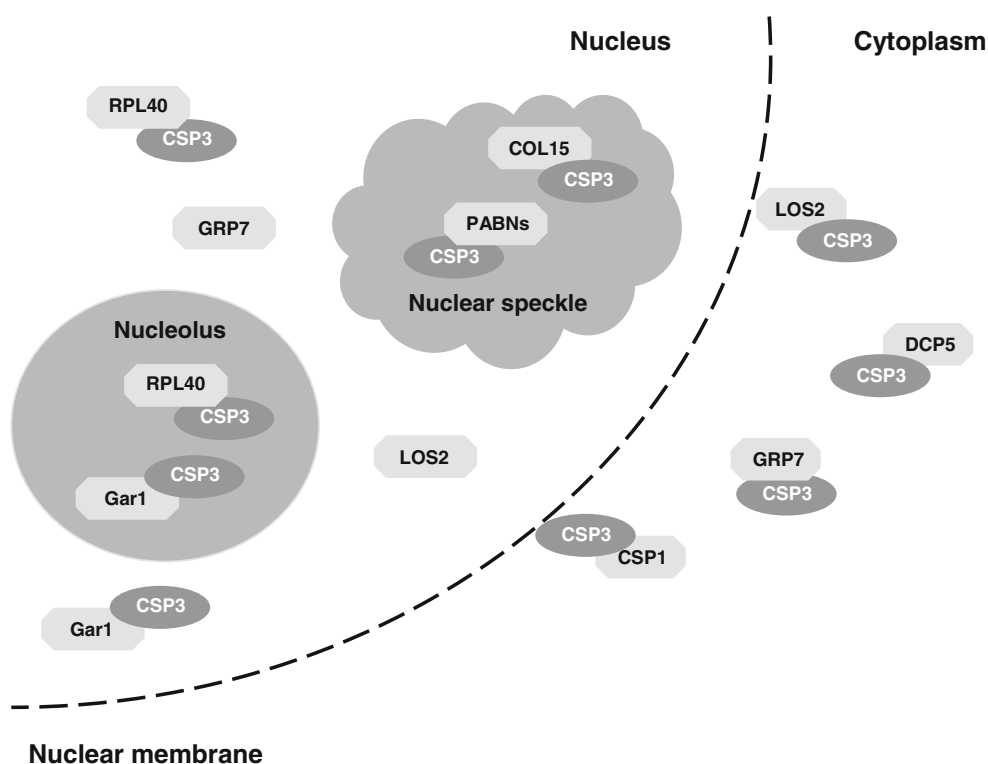 Nucleus
Cytoplasm
RPL40
CSP3
COL15
CSP3
GRP7
PABNs
CSP3
LOS2
CSP3
Nuclear speckle
Nucleolus
DCP5
CSP3
RPL40
CSP3
LOS2
GRP7
CSP3
CSP3
Gar1
CSP3
CSP1
CSP3
Gar1
Nuclear membrane